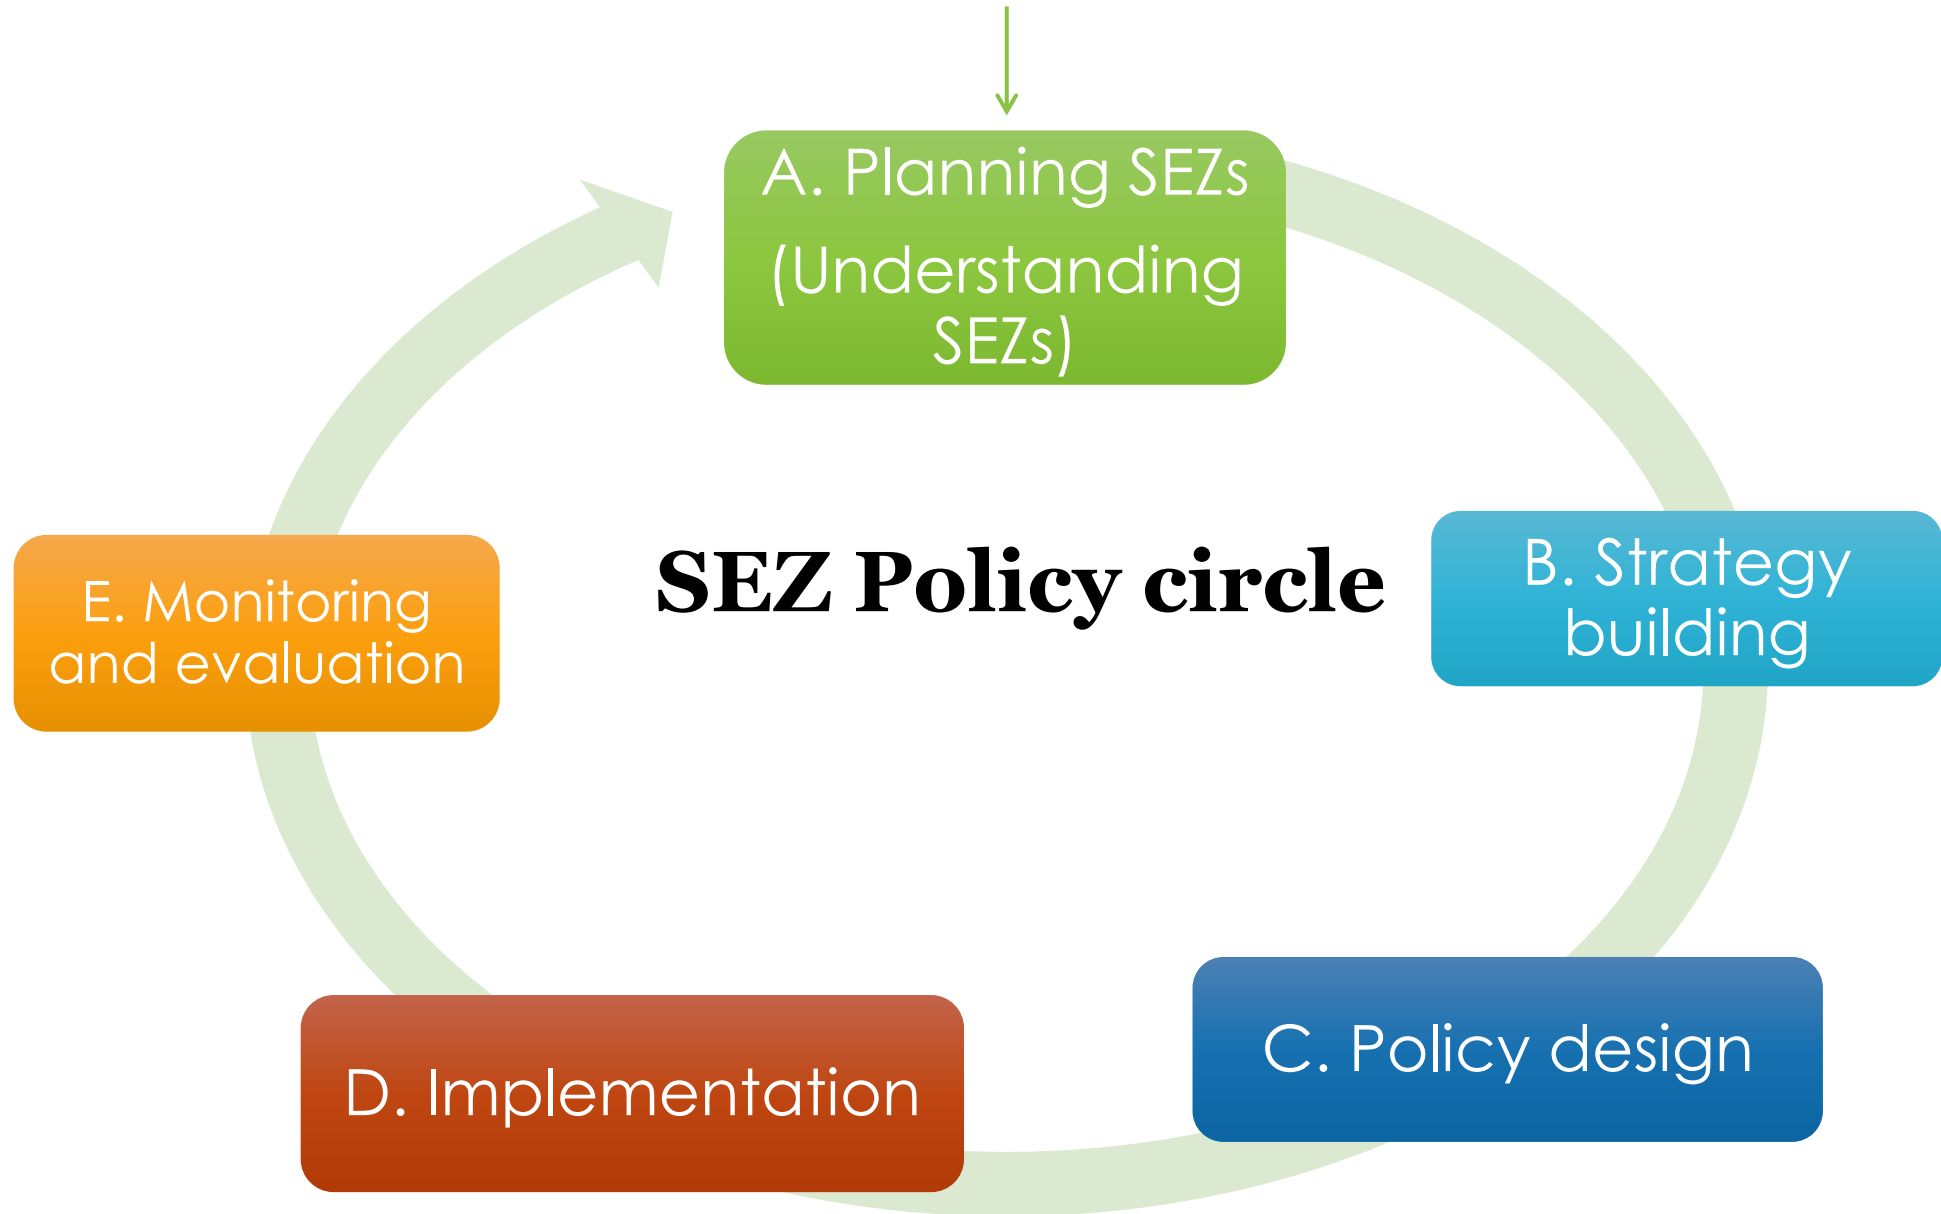 A. Planning SEZs
(Understanding
SEZs)
SEZ Policy circle
B. Strategy
building
E. Monitoring
and evaluation
C. Policy design
D. Implementation